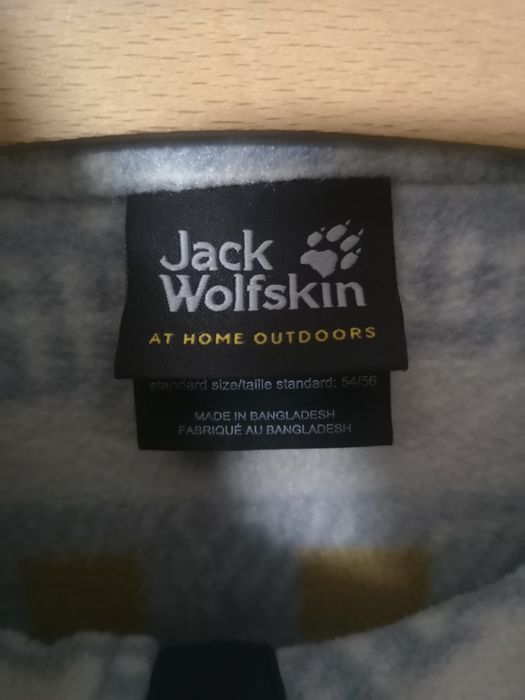 Jack
Wolfskin
AT HOME OUTDOORS
standard size/taille standard: 54/56
MADE IN BANGLADESH
FABRIQUÉ AU BANGLADESH